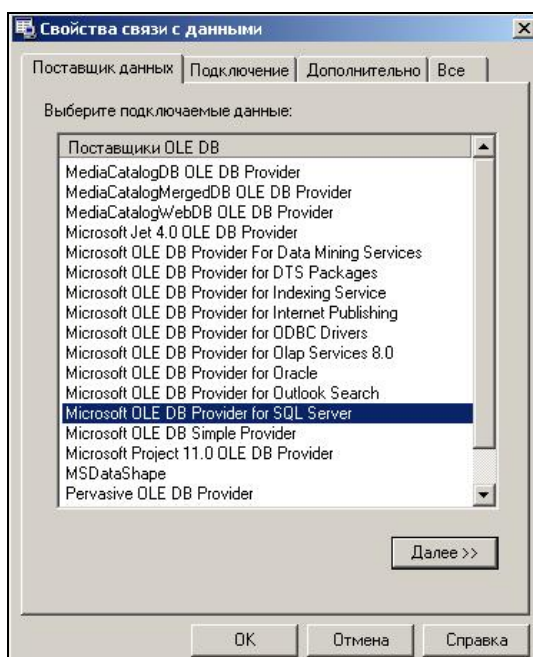 Свойства связи с данными
Поставщик данных Подключение Дополнительно Все
Выберите подключаемые данные:
Поставщики OLE DB
MediaCatalogDB OLE DB Provider
MediaCatalogMergedDB OLE DB Provider
MediaCatalogWebDB OLE DB Provider
Microsoft Jet 4.0 OLE DB Provider
Microsoft OLE DB Provider For Data Mining Services
Microsoft OLE DB Provider for DTS Packages
Microsoft OLE DB Provider for Indexing Service
Microsoft OLE DB Provider for Internet Publishing
Microsoft OLE DB Provider for ODBC Drivers
Microsoft OLE DB Provider for Olap Services 8.0
Microsoft OLE DB Provider for Oracle
Microsoft OLE DB Provider for Outlook Search
Microsoft OLE DB Provider for SQL Server
Microsoft OLE DB Simple Provider
Microsoft Project 11.0 OLE DB Provider
MSDataShape
Pervasive OLE DB Provider
Далее >>
ОК Отмена Справка